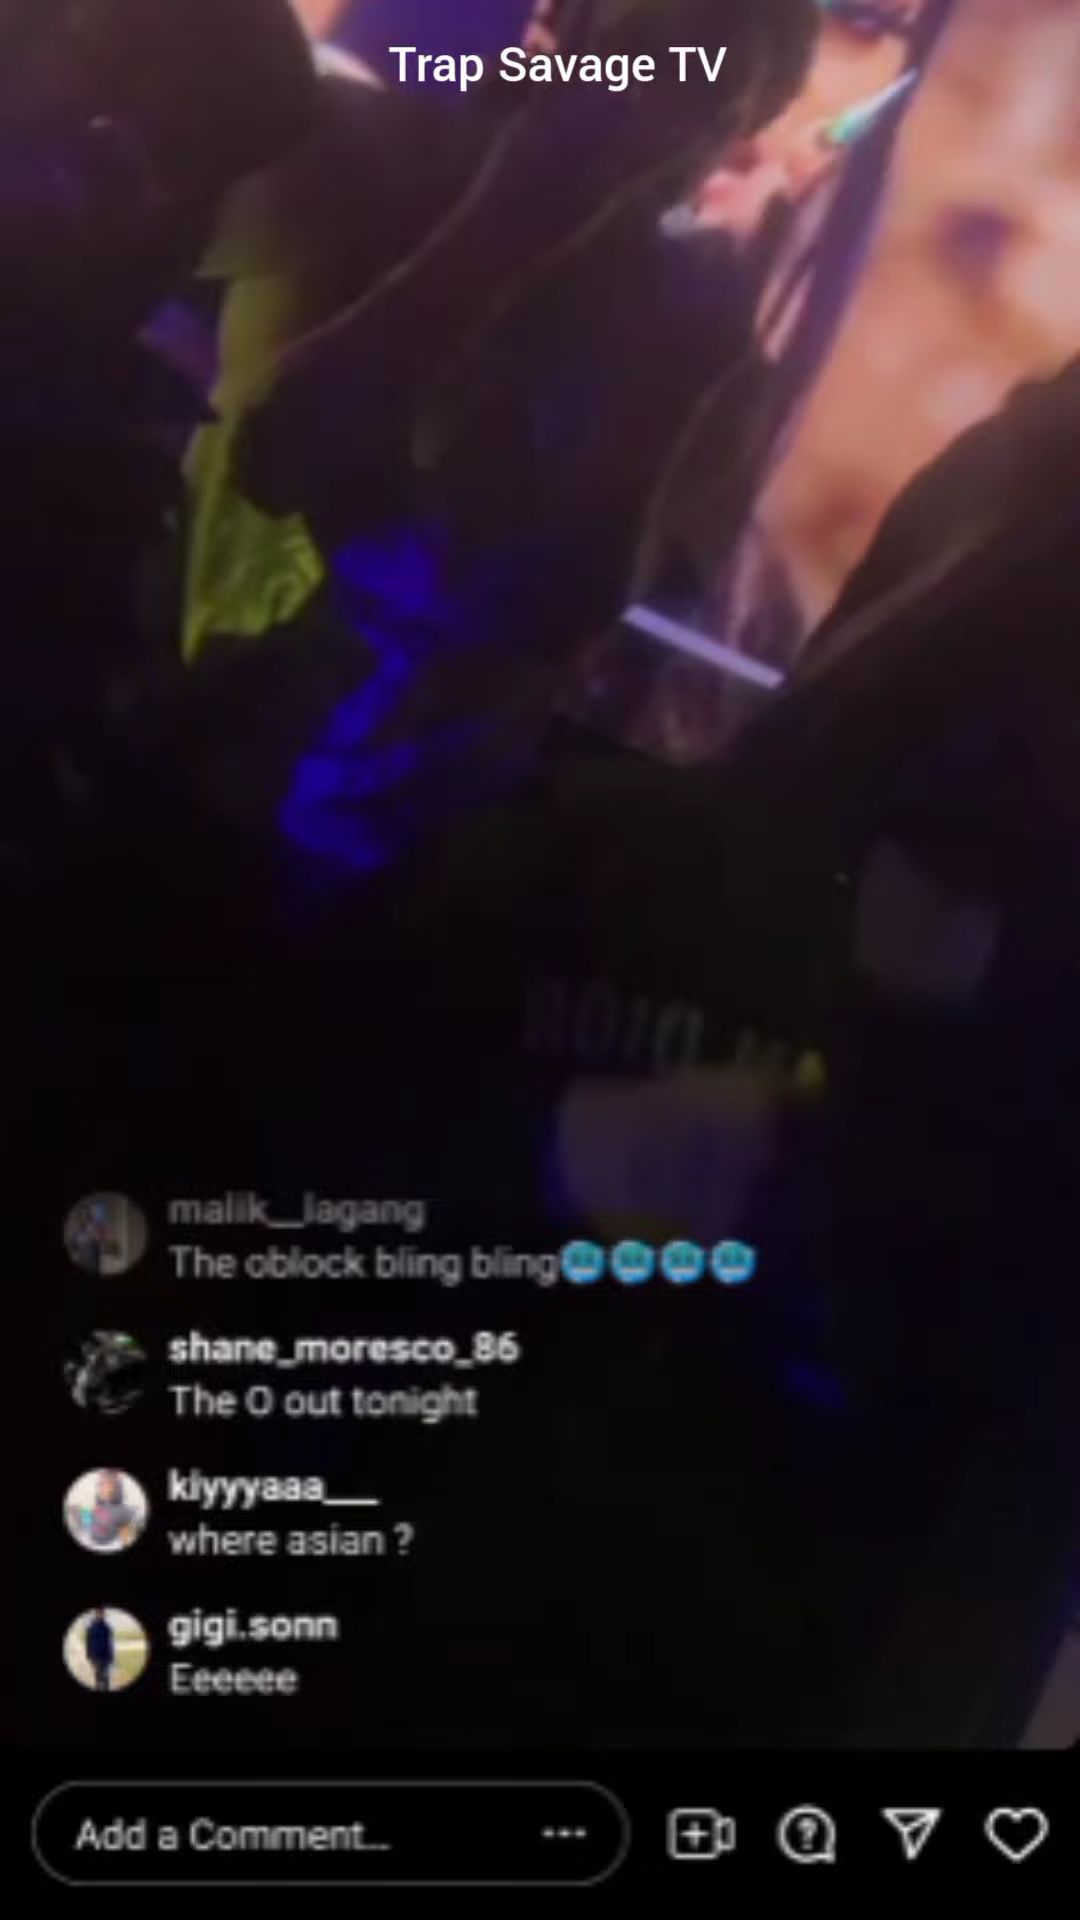 Trap Savage TV
malik__lagang
The oblock bling bling🥶🥶🥶🥶
shane_moresco_86
The O out tonight
kiyyyaaa___
where asian ?
gigi.sonn
Eeeeee
Add a Comment...